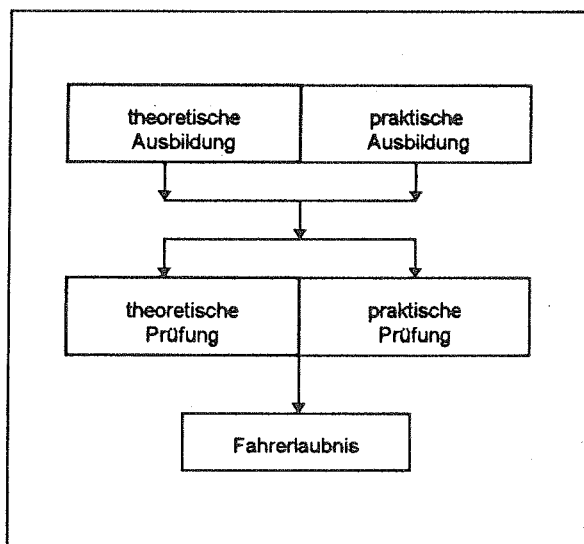 theoretische
Ausbildung
praktische
Ausbildung
theoretische
Prüfung
praktische
Prüfung
Fahrerlaubnis